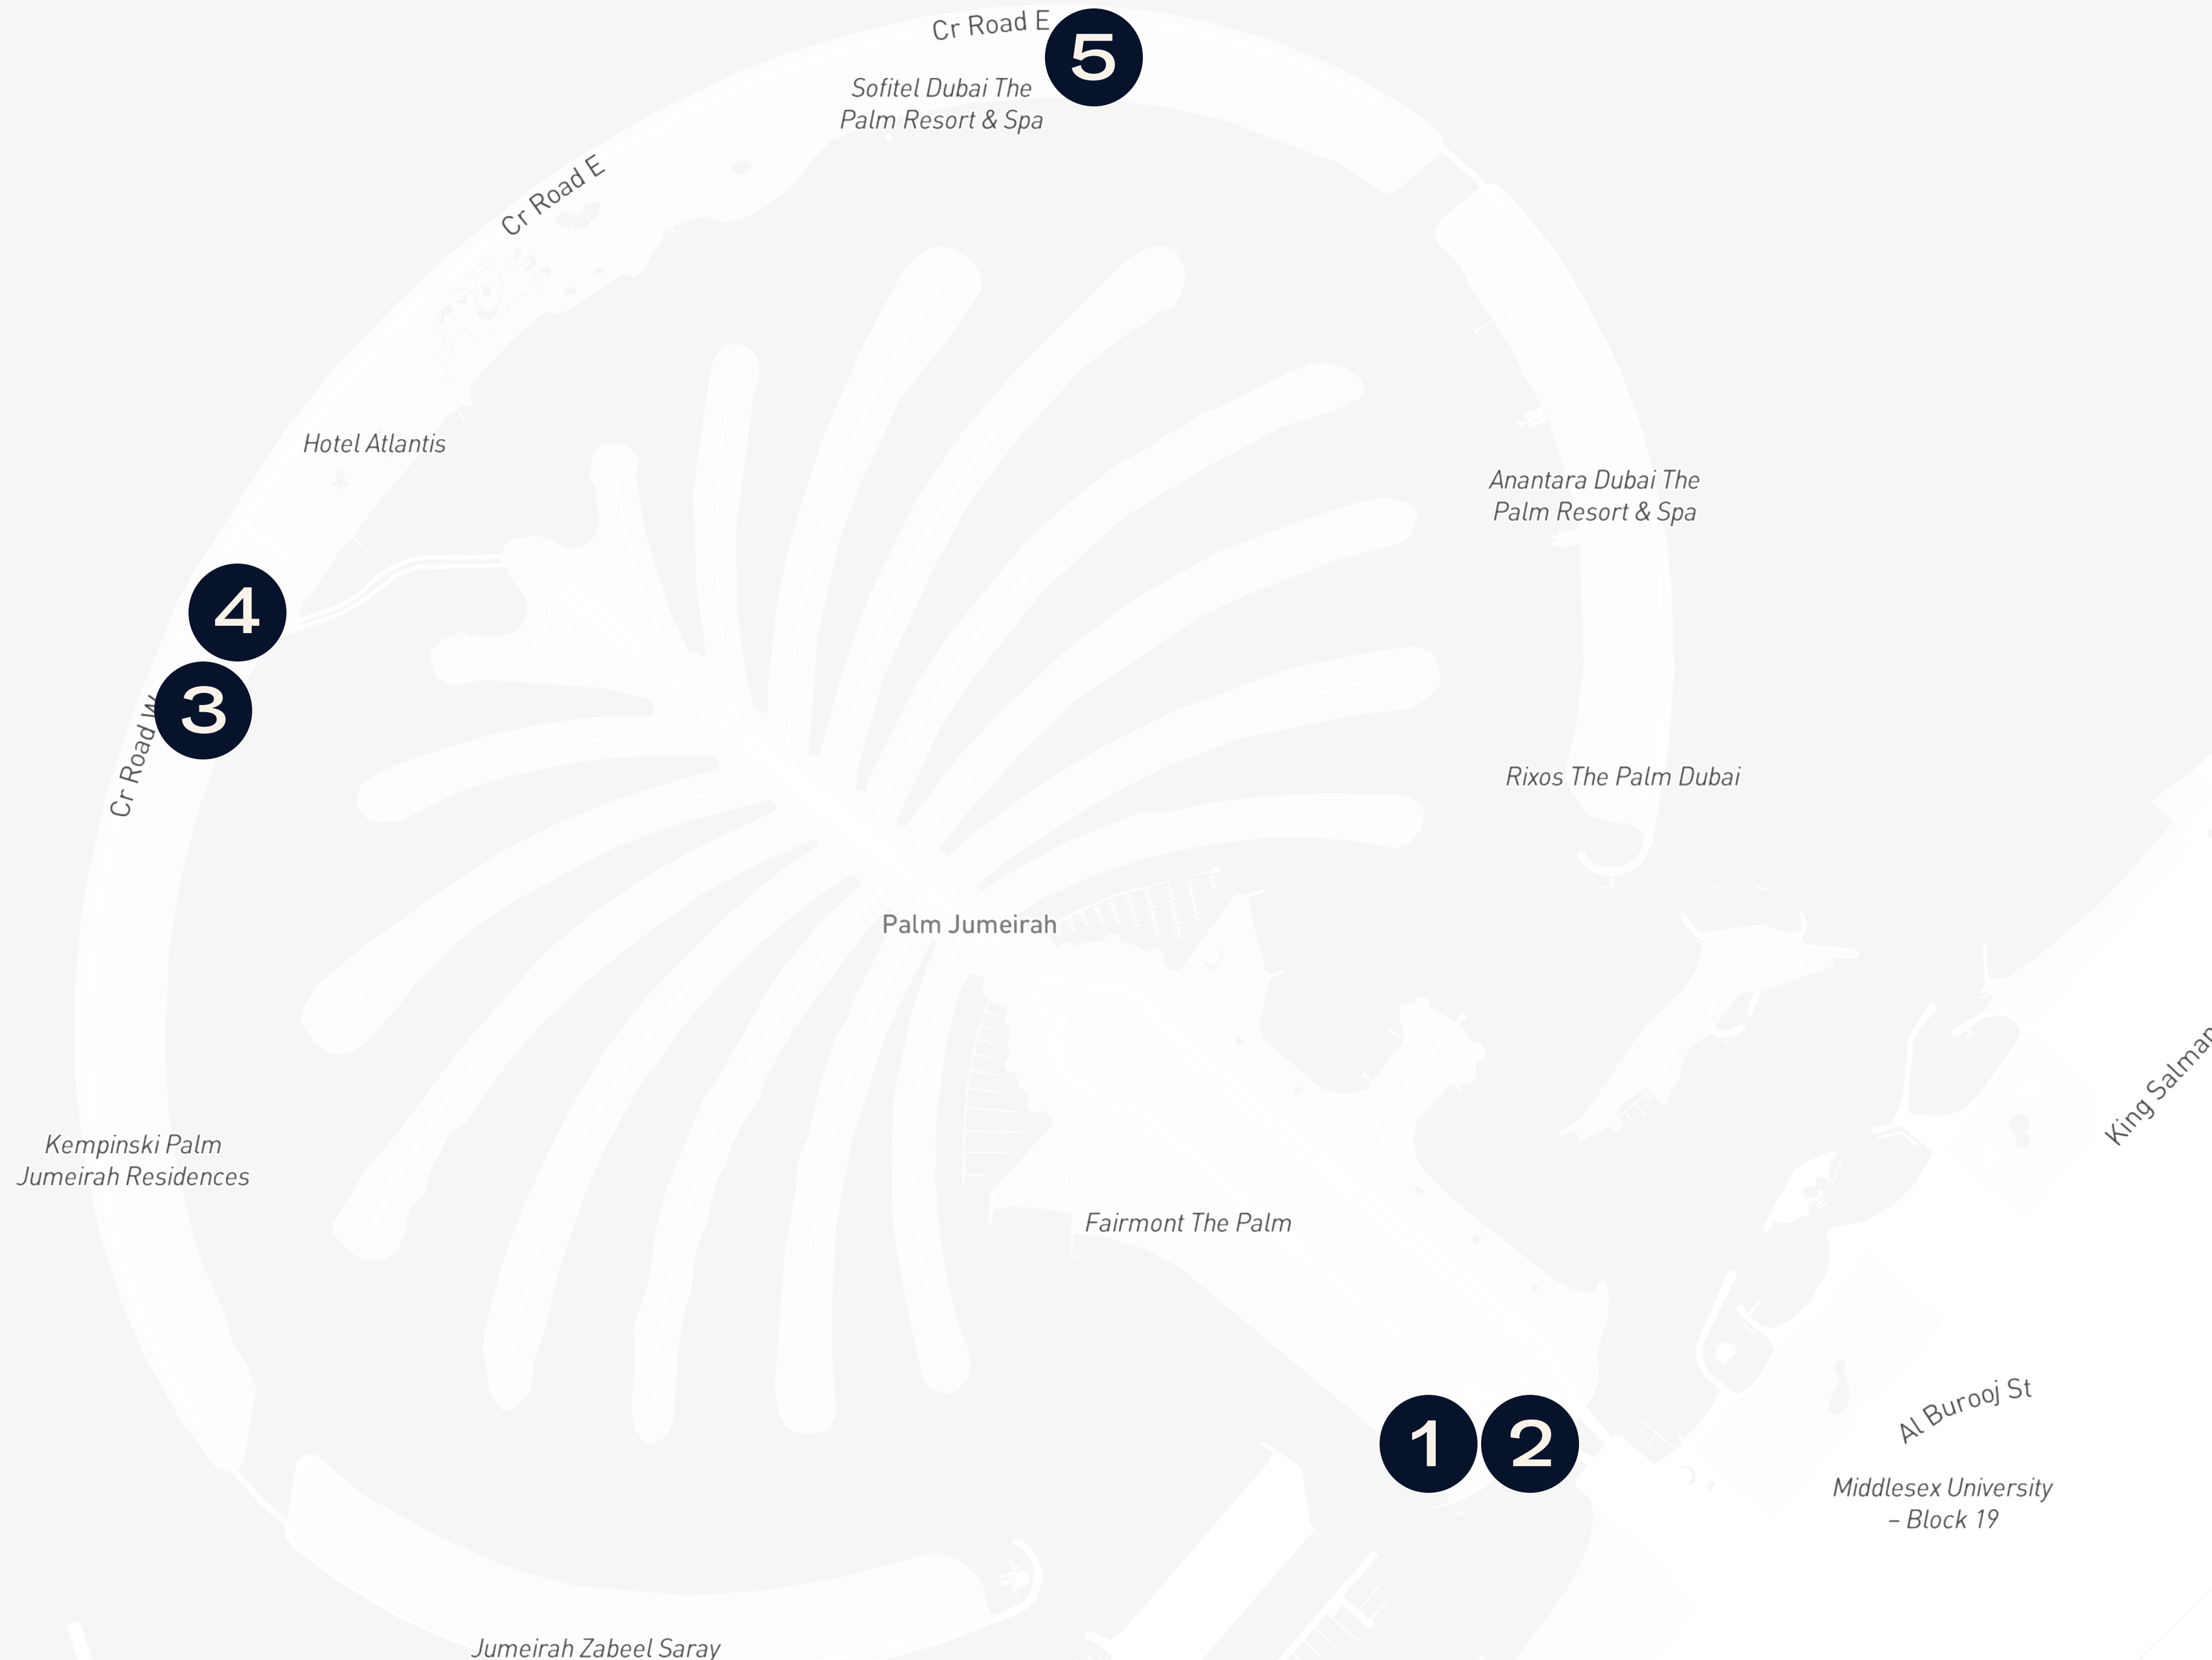 Cr Road E
5
Sofitel Dubai The
Palm Resort & Spa
Cr Road E
Hotel Atlantis
Anantara Dubai The
Palm Resort & Spa
4
3
Cr Road W
Rixos The Palm Dubai
Palm Jumeirah
King Salman
Kempinski Palm
Jumeirah Residences
Fairmont The Palm
Al Burooj St
1
2
Middlesex University
– Block 19
Jumeirah Zabeel Saray